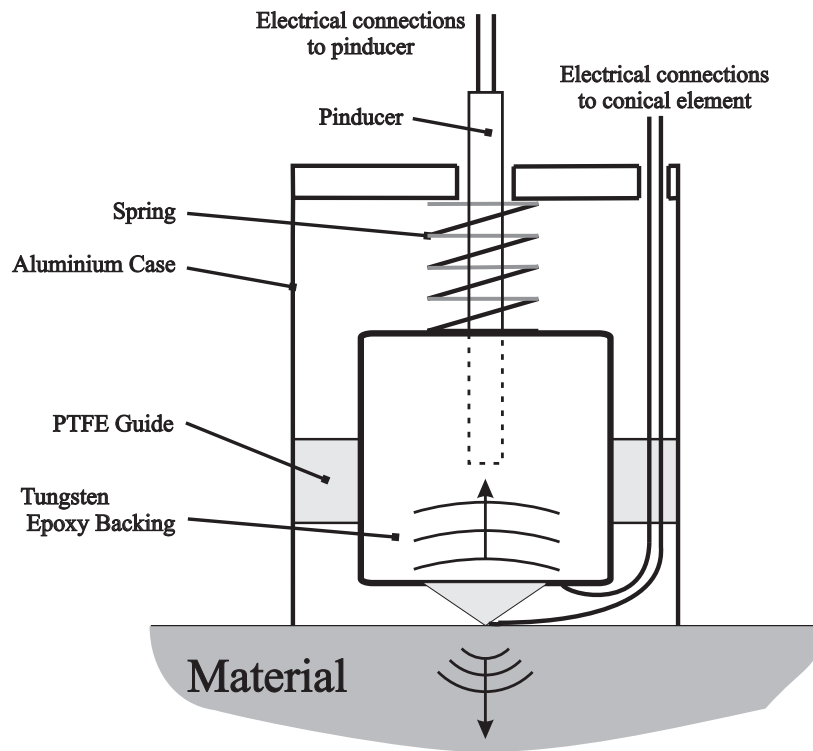 Electrical connections
to pinducer
Electrical connections
to conical element
Pinducer
Spring
Aluminium Case
PTFE Guide
Tungsten
Epoxy Backing
Material